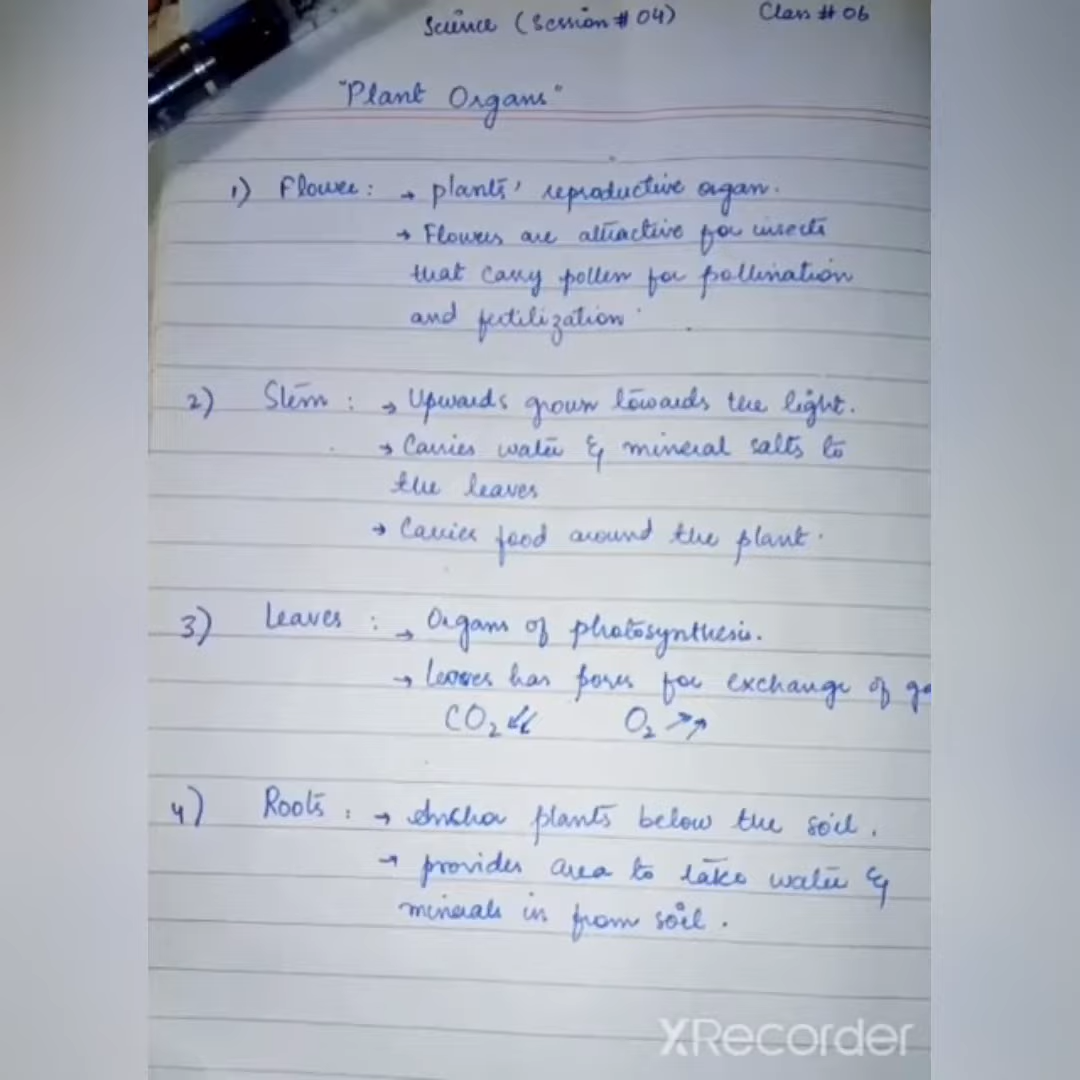 Science (Session # 04) Class # 06
"Plant Organs"
1) Flower: → plants' reproductive organ.
→ Flowers are attractive for insects
that carry pollen for pollination
and fertilization.
2) Stem : → Upwards grown towards the light.
→ Carries water & mineral salts to
the leaves
→ Carries food around the plant.
3) Leaves : → Organs of photosynthesis.
→ Leaves has pores for exchange of ga
CO₂ ↙↙ O₂ ↗↗
4) Roots : → Anchor plants below the soil.
→ provides area to take water &
minerals in from soil.
XRecorder